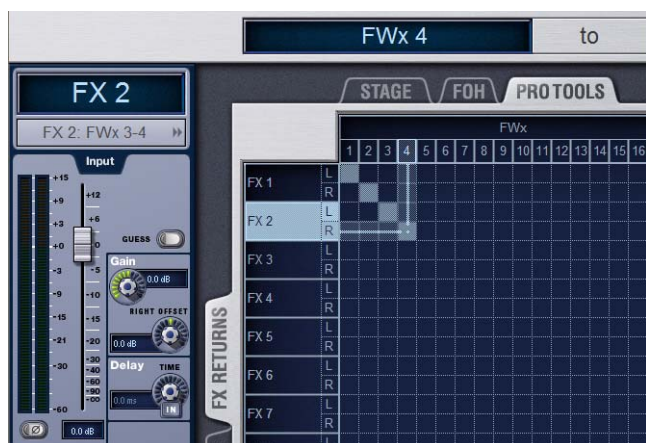 FWx 4 to
FX 2
FX 2: FWx 3-4
Input
+15
+9
+3
+0
-3
-9
-15
-21
-30
-60
+12
+6
0
-5
-10
-15
-20
-30
-40
-60
-90
-oo
GUESS
Gain
0.0 dB
RIGHT OFFSET
0.0 dB
Delay TIME
0.0 ms
IN
Ø
0.0 dB
STAGE FOH PRO TOOLS
FWx
1 2 3 4 5 6 7 8 9 10 11 12 13 14 15 16
FX RETURNS
FX 1 L
R
FX 2 L
R
FX 3 L
R
FX 4 L
R
FX 5 L
R
FX 6 L
R
FX 7 L
R